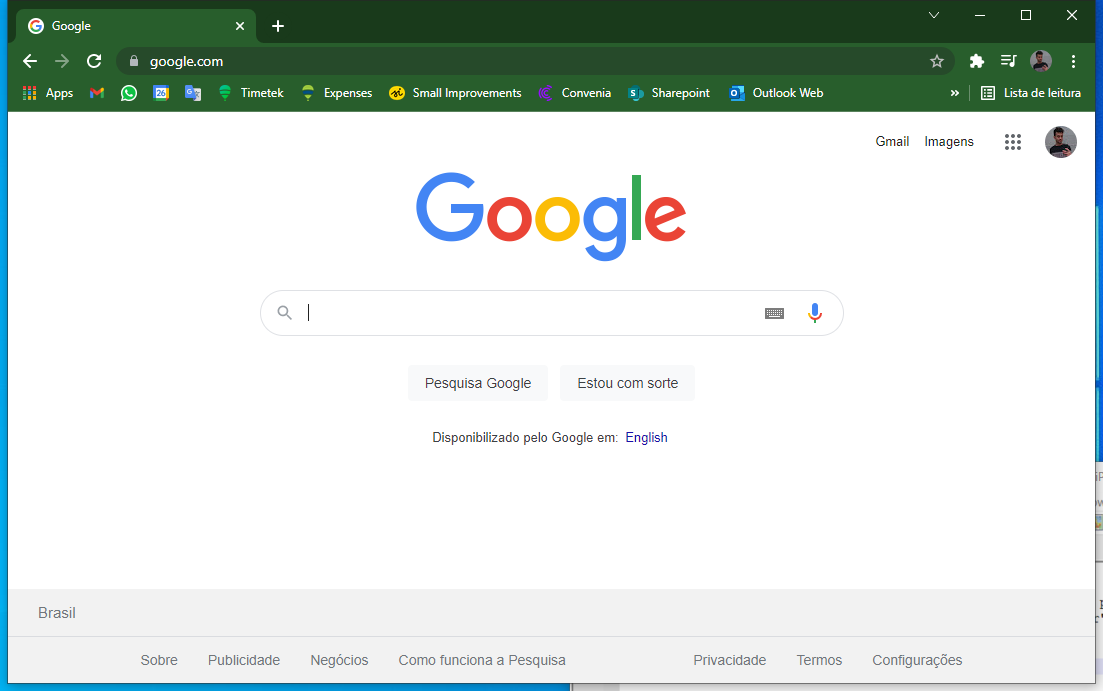 Google
google.com
Apps 26 Timetek Expenses Small Improvements Convenia Sharepoint Outlook Web » Lista de leitura
Gmail Imagens
Google
Pesquisa Google Estou com sorte
Disponibilizado pelo Google em: English
Brasil
Sobre Publicidade Negócios Como funciona a Pesquisa Privacidade Termos Configurações